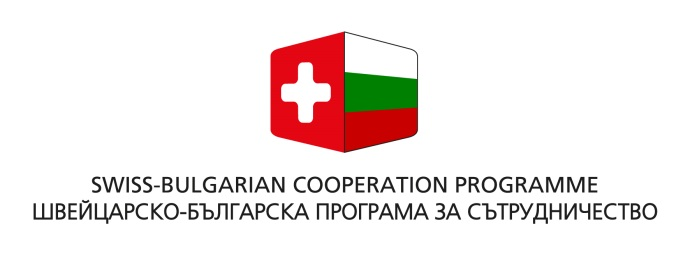 SWISS-BULGARIAN COOPERATION PROGRAMME
ШВЕЙЦАРСКО-БЪЛГАРСКА ПРОГРАМА ЗА СЪТРУДНИЧЕСТВО